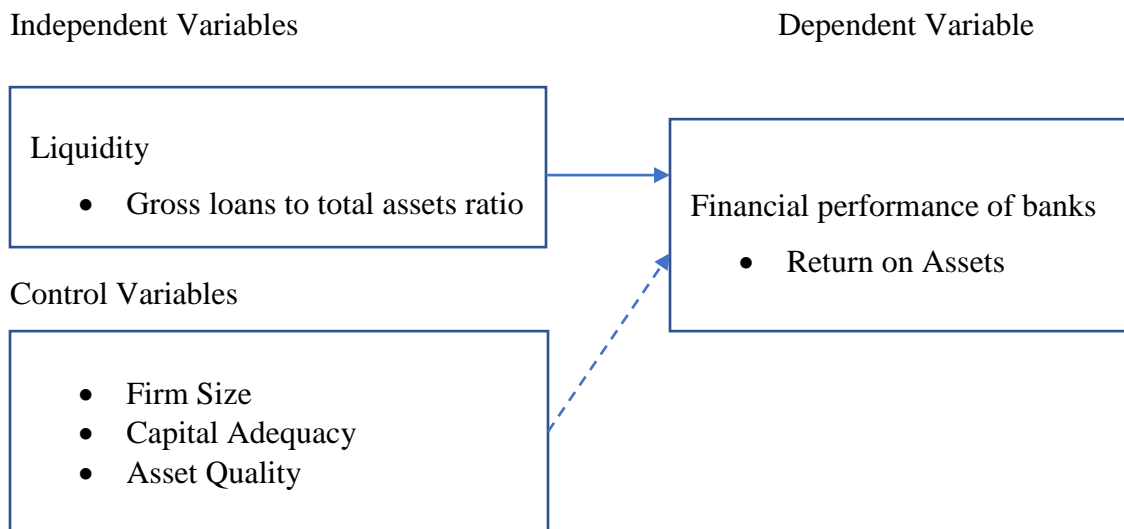 Independent Variables
Dependent Variable
Liquidity
• Gross loans to total assets ratio
Financial performance of banks
• Return on Assets
Control Variables
• Firm Size
• Capital Adequacy
• Asset Quality